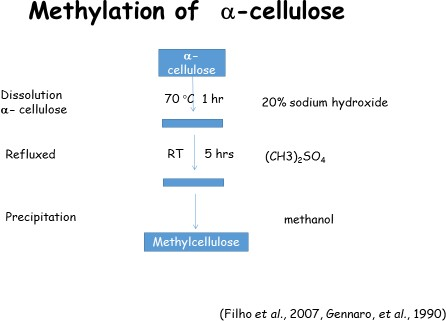 Methylation of α-cellulose
α-
cellulose
Dissolution
α- cellulose
70 °C 1 hr
20% sodium hydroxide
Refluxed
RT 5 hrs
(CH3)₂SO₄
Precipitation
methanol
Methylcellulose
(Filho et al., 2007, Gennaro, et al., 1990)